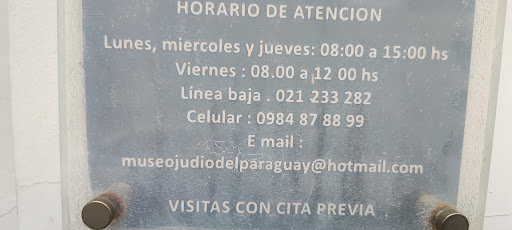 HORARIO DE ATENCION
Lunes, miercoles y jueves: 08:00 a 15:00 hs
Viernes : 08.00 a 12 00 hs
Línea baja . 021 233 282
Celular : 0984 87 88 99
E mail :
museojudiodelparaguay@hotmail.com
VISITAS CON CITA PREVIA